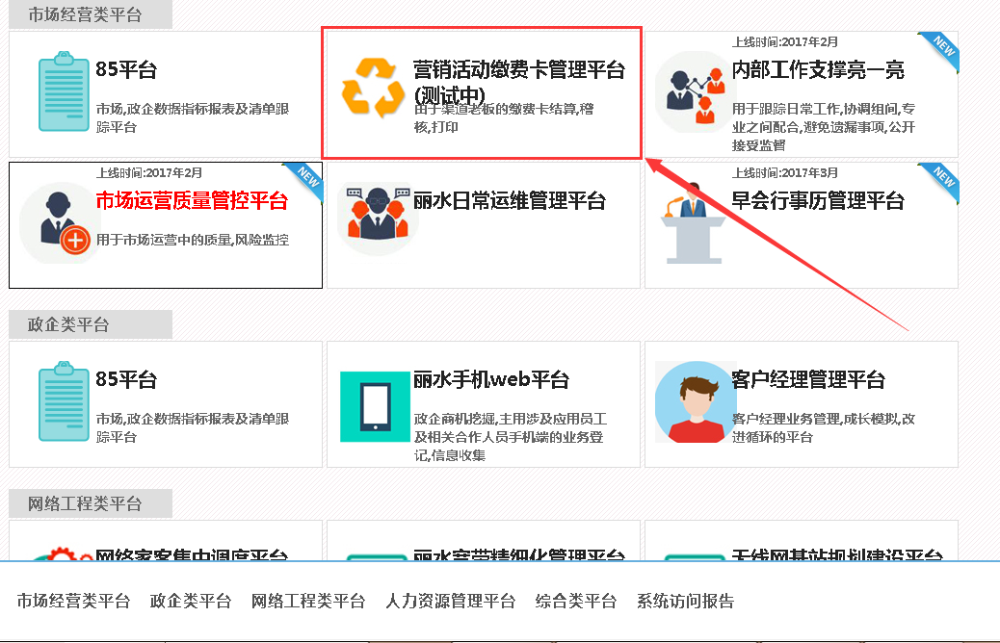 市场经营类平台
85平台
市场,政企数据指标报表及清单跟
踪平台
营销活动缴费卡管理平台
(测试中)
由于渠道老板的缴费卡结算,稽
核,打印
上线时间:2017年2月
NEW
内部工作支撑亮一亮
用于跟踪日常工作,协调组间,专
业之间配合,避免遗漏事项,公开
接受监督
上线时间:2017年2月
NEW
市场运营质量管控平台
用于市场运营中的质量,风险监控
丽水日常运维管理平台
上线时间:2017年3月
NEW
早会行事历管理平台
政企类平台
85平台
市场,政企数据指标报表及清单跟
踪平台
丽水手机web平台
政企商机挖掘,主用涉及应用员工
及相关合作人员手机端的业务登
记,信息收集
客户经理管理平台
客户经理业务管理,成长模拟,改
进循环的平台
网络工程类平台
网络家客集中调度平台
丽水宽带精细化管理平台
无线网基站规划建设平台
市场经营类平台 政企类平台 网络工程类平台 人力资源管理平台 综合类平台 系统访问报告